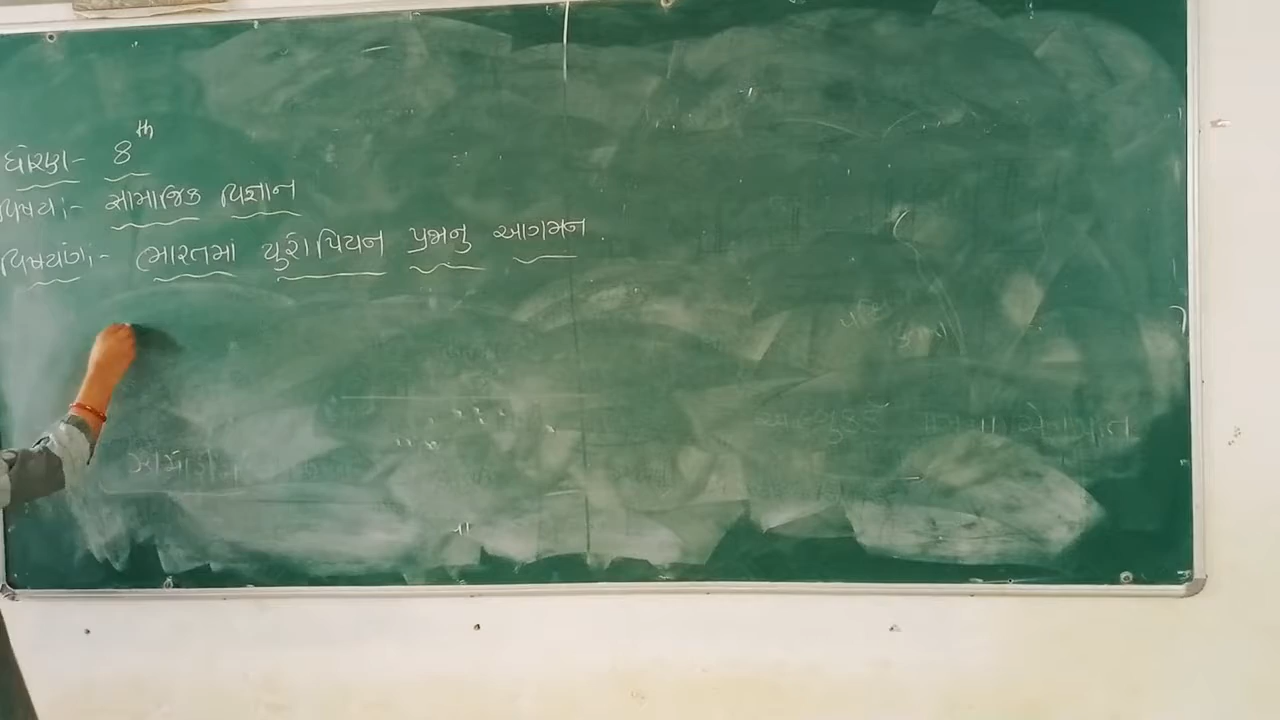 ધોરણ:- 8th
વિષય:- સામાજિક વિજ્ઞાન
વિષયાંગ:- ભારતમાં યુરોપિયન પ્રજાનુ આગમન.